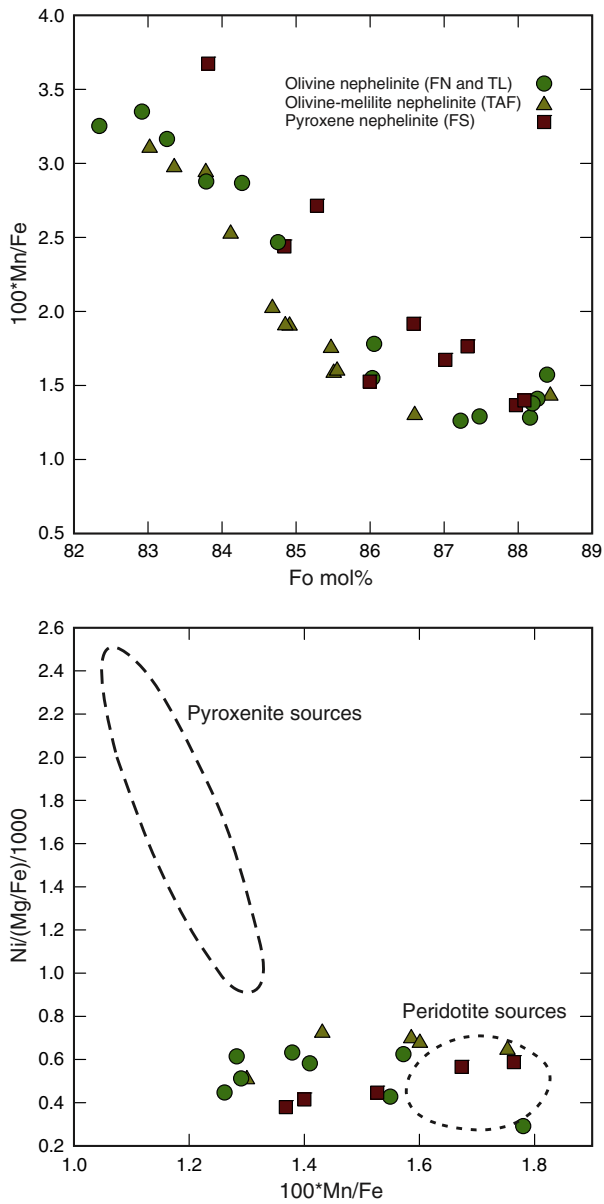 4.0
3.5
3.0
2.5
2.0
1.5
1.0
0.5
100*Mn/Fe
Olivine nephelinite (FN and TL)
Olivine-melilite nephelinite (TAF)
Pyroxene nephelinite (FS)
82 83 84 85 86 87 88 89
Fo mol%
2.6
2.4
2.2
2.0
1.8
1.6
1.4
1.2
1.0
0.8
0.6
0.4
0.2
Ni/(Mg/Fe)/1000
Pyroxenite sources
Peridotite sources
1.0 1.2 1.4 1.6 1.8
100*Mn/Fe